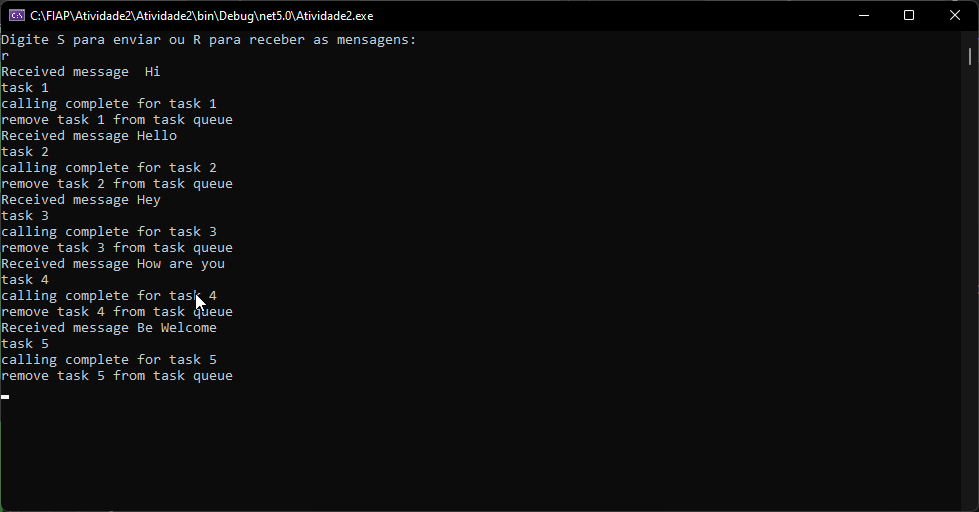 C:\FIAP\Atividade2\Atividade2\bin\Debug\net5.0\Atividade2.exe
Digite S para enviar ou R para receber as mensagens:
r
Received message  Hi
task 1
calling complete for task 1
remove task 1 from task queue
Received message Hello
task 2
calling complete for task 2
remove task 2 from task queue
Received message Hey
task 3
calling complete for task 3
remove task 3 from task queue
Received message How are you
task 4
calling complete for task 4
remove task 4 from task queue
Received message Be Welcome
task 5
calling complete for task 5
remove task 5 from task queue